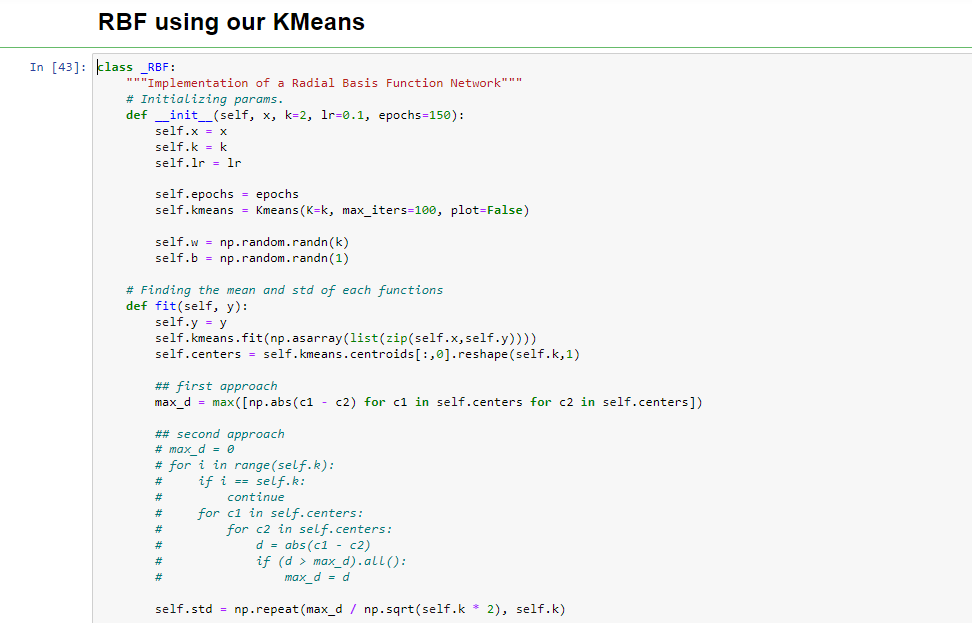 RBF using our KMeans
In [43]: class _RBF:
    """Implementation of a Radial Basis Function Network"""
    # Initializing params.
    def __init__(self, x, k=2, lr=0.1, epochs=150):
        self.x = x
        self.k = k
        self.lr = lr

        self.epochs = epochs
        self.kmeans = Kmeans(K=k, max_iters=100, plot=False)

        self.w = np.random.randn(k)
        self.b = np.random.randn(1)

    # Finding the mean and std of each functions
    def fit(self, y):
        self.y = y
        self.kmeans.fit(np.asarray(list(zip(self.x,self.y))))
        self.centers = self.kmeans.centroids[:,0].reshape(self.k,1)

        ## first approach
        max_d = max([np.abs(c1 - c2) for c1 in self.centers for c2 in self.centers])

        ## second approach
        # max_d = 0
        # for i in range(self.k):
        #     if i == self.k:
        #         continue
        #     for c1 in self.centers:
        #         for c2 in self.centers:
        #             d = abs(c1 - c2)
        #             if (d > max_d).all():
        #                 max_d = d

        self.std = np.repeat(max_d / np.sqrt(self.k * 2), self.k)